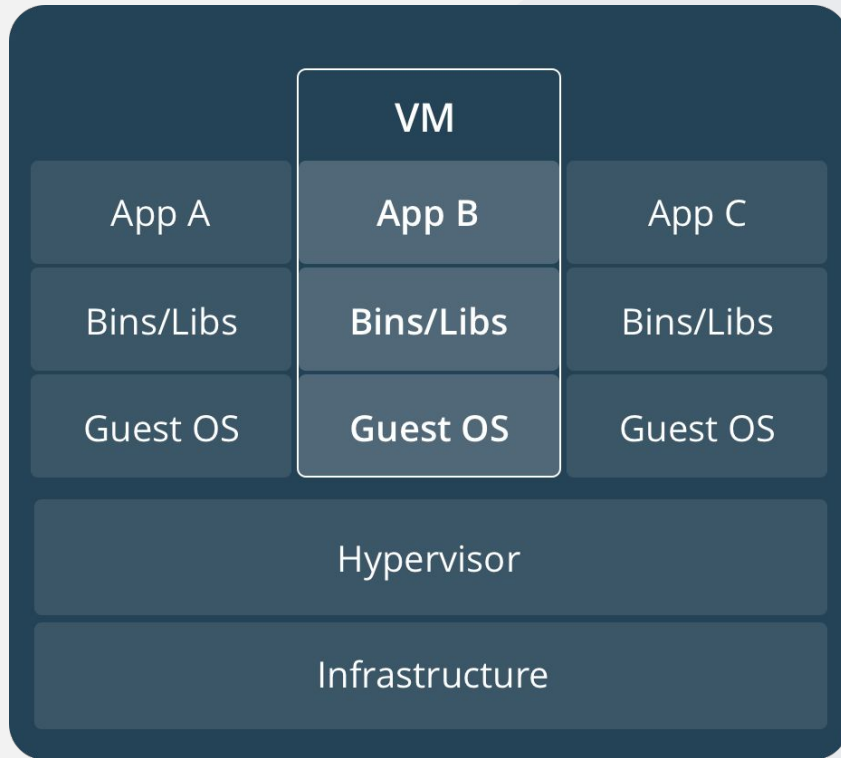 VM
App A App B App C
Bins/Libs Bins/Libs Bins/Libs
Guest OS Guest OS Guest OS
Hypervisor
Infrastructure